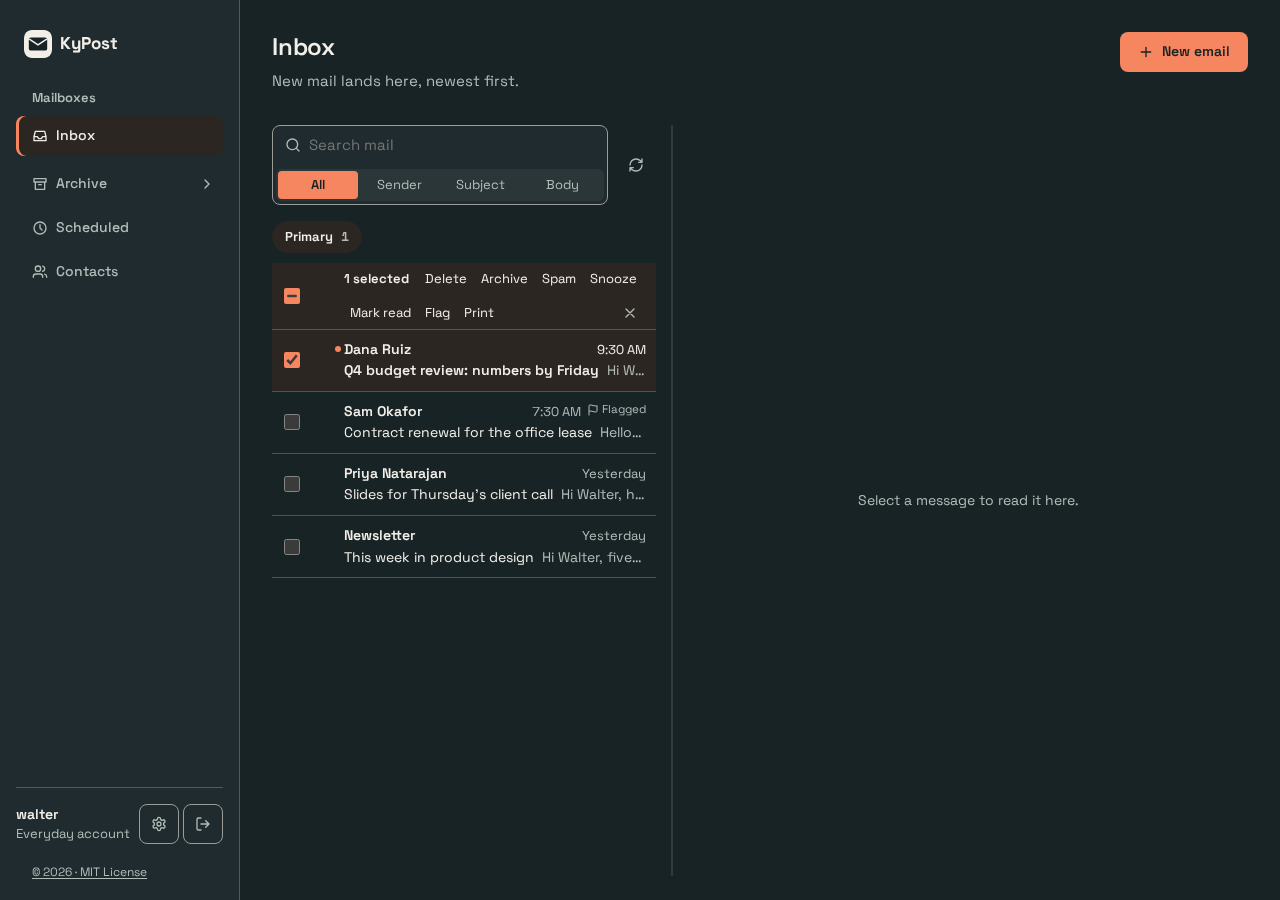 KyPost
Mailboxes
Inbox
Archive
Scheduled
Contacts
walter
Everyday account
© 2026 · MIT License
Inbox
New mail lands here, newest first.
New email
Search mail
All Sender Subject Body
Primary 1
1 selected Delete Archive Spam Snooze
Mark read Flag Print
Dana Ruiz 9:30 AM
Q4 budget review: numbers by Friday Hi W…
Sam Okafor 7:30 AM Flagged
Contract renewal for the office lease Hello…
Priya Natarajan Yesterday
Slides for Thursday's client call Hi Walter, h…
Newsletter Yesterday
This week in product design Hi Walter, five…
Select a message to read it here.